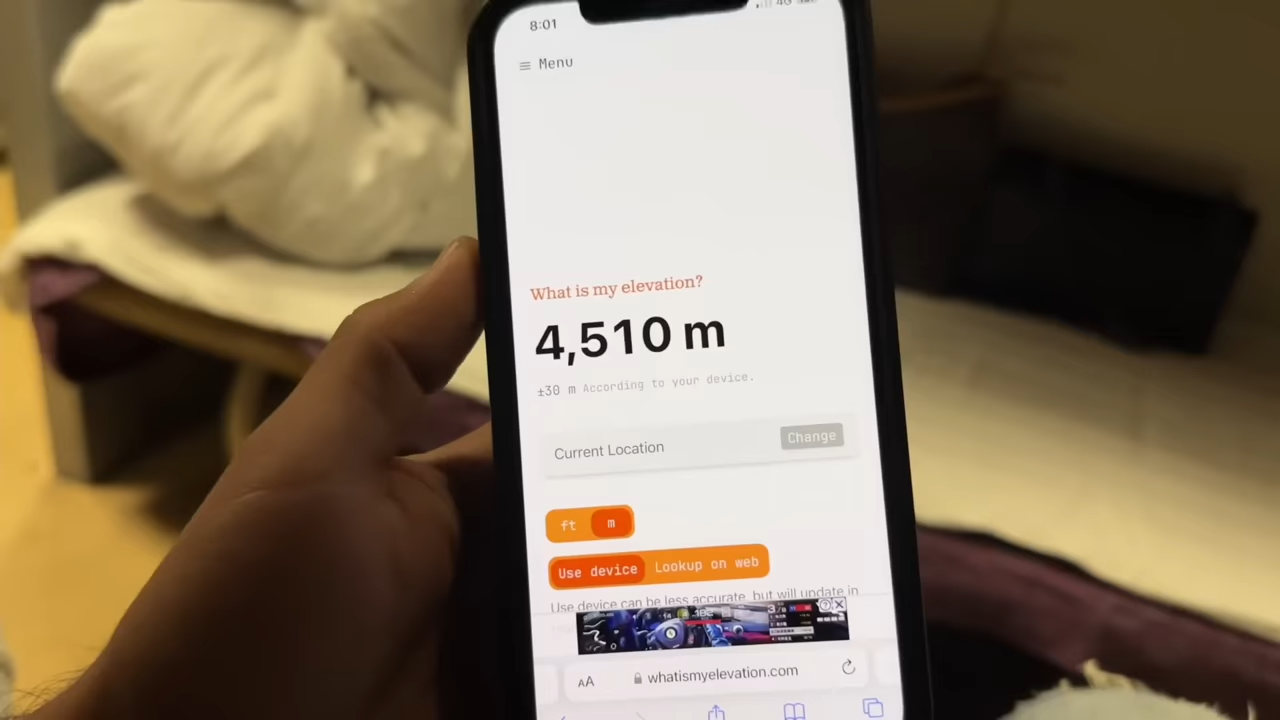 8:01
4G
≡ Menu
What is my elevation?
4,510 m
±30 m According to your device.
Current Location
Change
ft m
Use device Lookup on web
Use device can be less accurate, but will update in
AA whatismyelevation.com